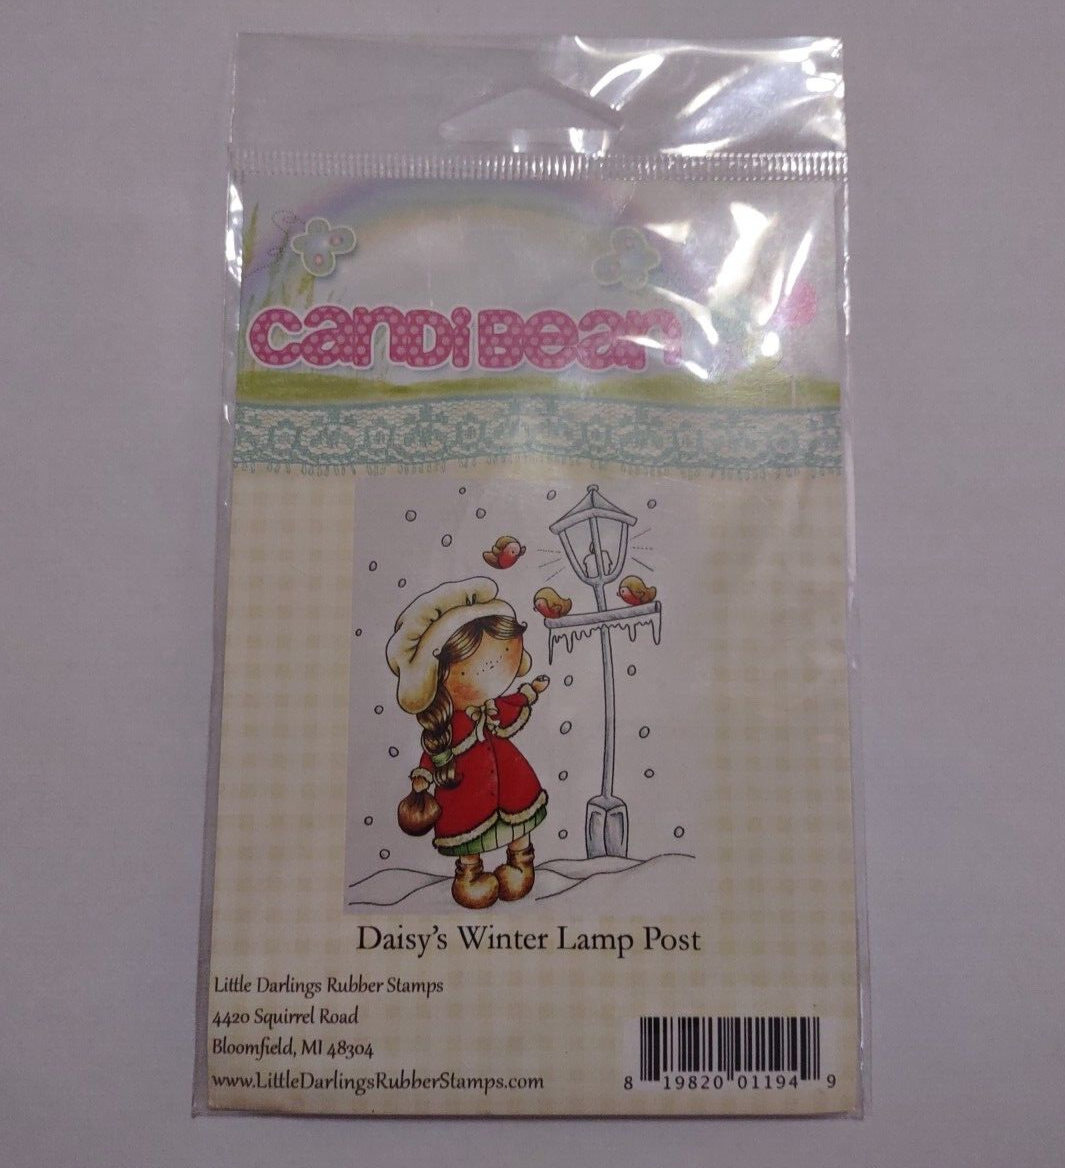 CANDI BEAN
Daisy's Winter Lamp Post
Little Darlings Rubber Stamps
4420 Squirrel Road
Bloomfield, MI 48304
www.LittleDarlingsRubberStamps.com
8 19820 01194 9